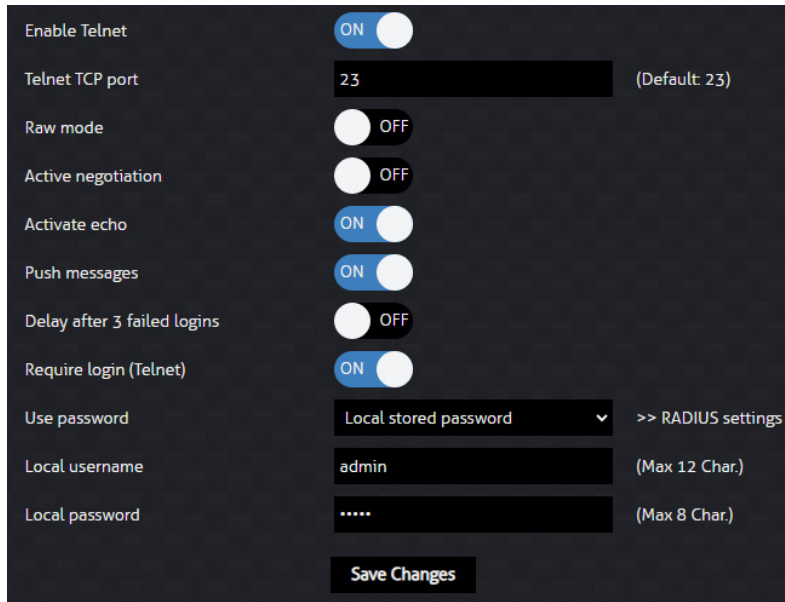 Enable Telnet ON
Telnet TCP port 23 (Default: 23)
Raw mode OFF
Active negotiation OFF
Activate echo ON
Push messages ON
Delay after 3 failed logins OFF
Require login (Telnet) ON
Use password Local stored password >> RADIUS settings
Local username admin (Max 12 Char.)
Local password ••••• (Max 8 Char.)
Save Changes